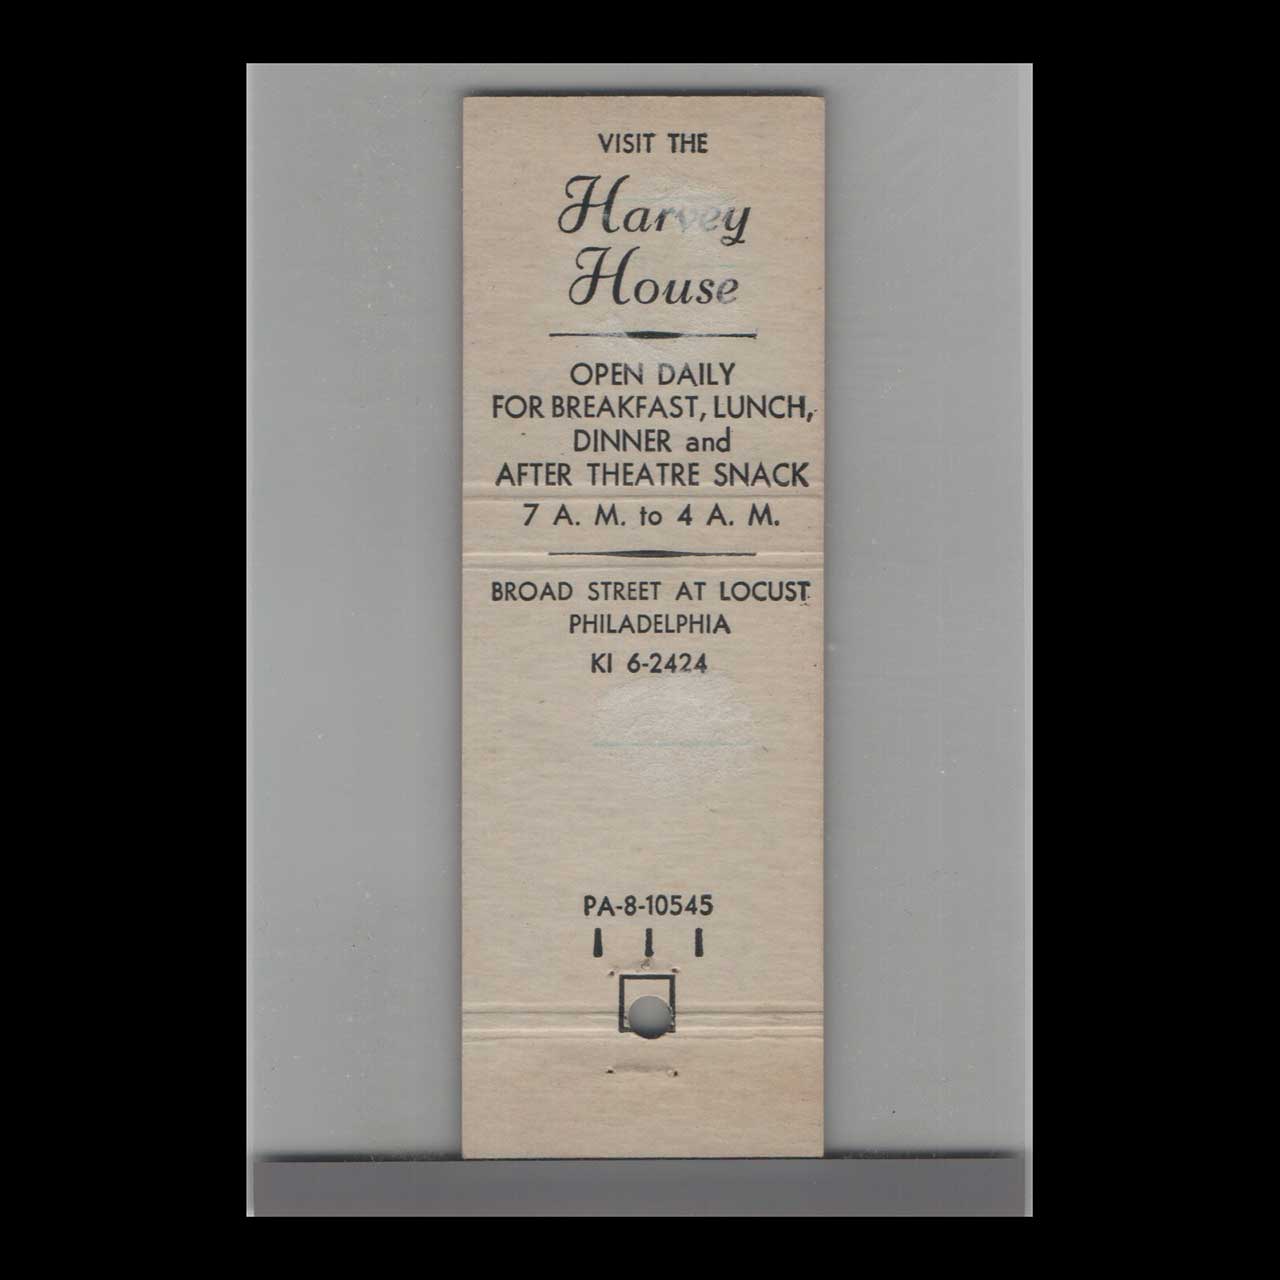 VISIT THE
Harvey
House
OPEN DAILY
FOR BREAKFAST, LUNCH,
DINNER and
AFTER THEATRE SNACK
7 A. M. to 4 A. M.
BROAD STREET AT LOCUST
PHILADELPHIA
KI 6-2424
PA-8-10545